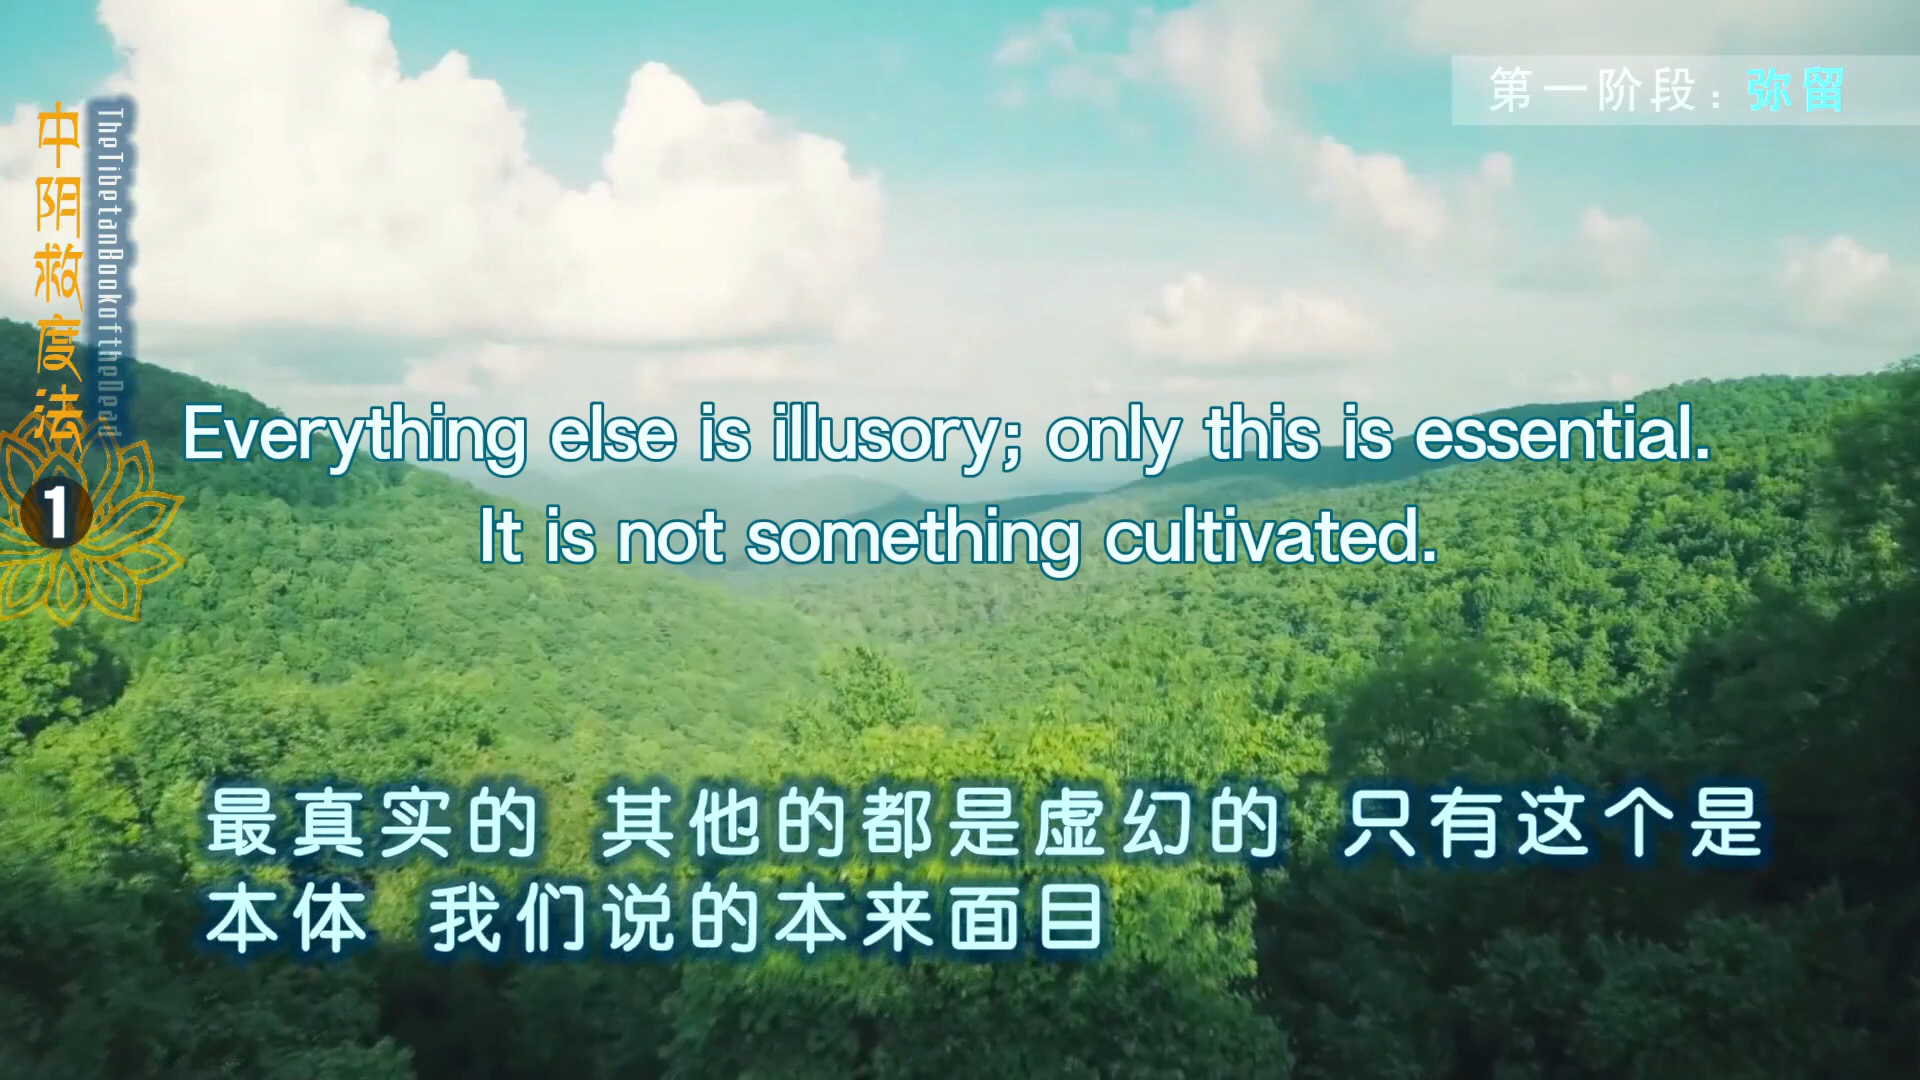 第一阶段：弥留
中阴救度法
TheTibetanBookoftheDead
1
Everything else is illusory; only this is essential.
It is not something cultivated.
最真实的 其他的都是虚幻的 只有这个是
本体 我们说的本来面目